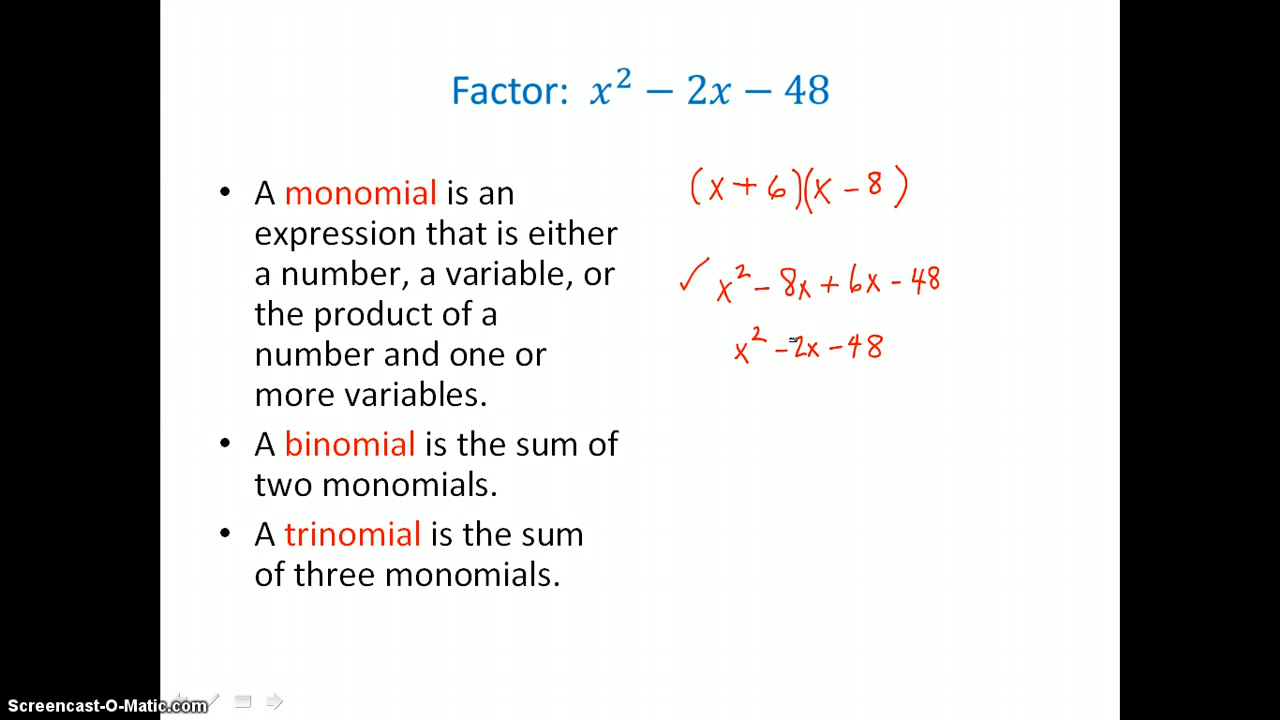 Factor: x² − 2x − 48
• A monomial is an
expression that is either
a number, a variable, or
the product of a
number and one or
more variables.
• A binomial is the sum of
two monomials.
• A trinomial is the sum
of three monomials.
(x + 6)(x − 8)
✓ x² − 8x + 6x − 48
x² − 2x − 48
Screencast-O-Matic.com